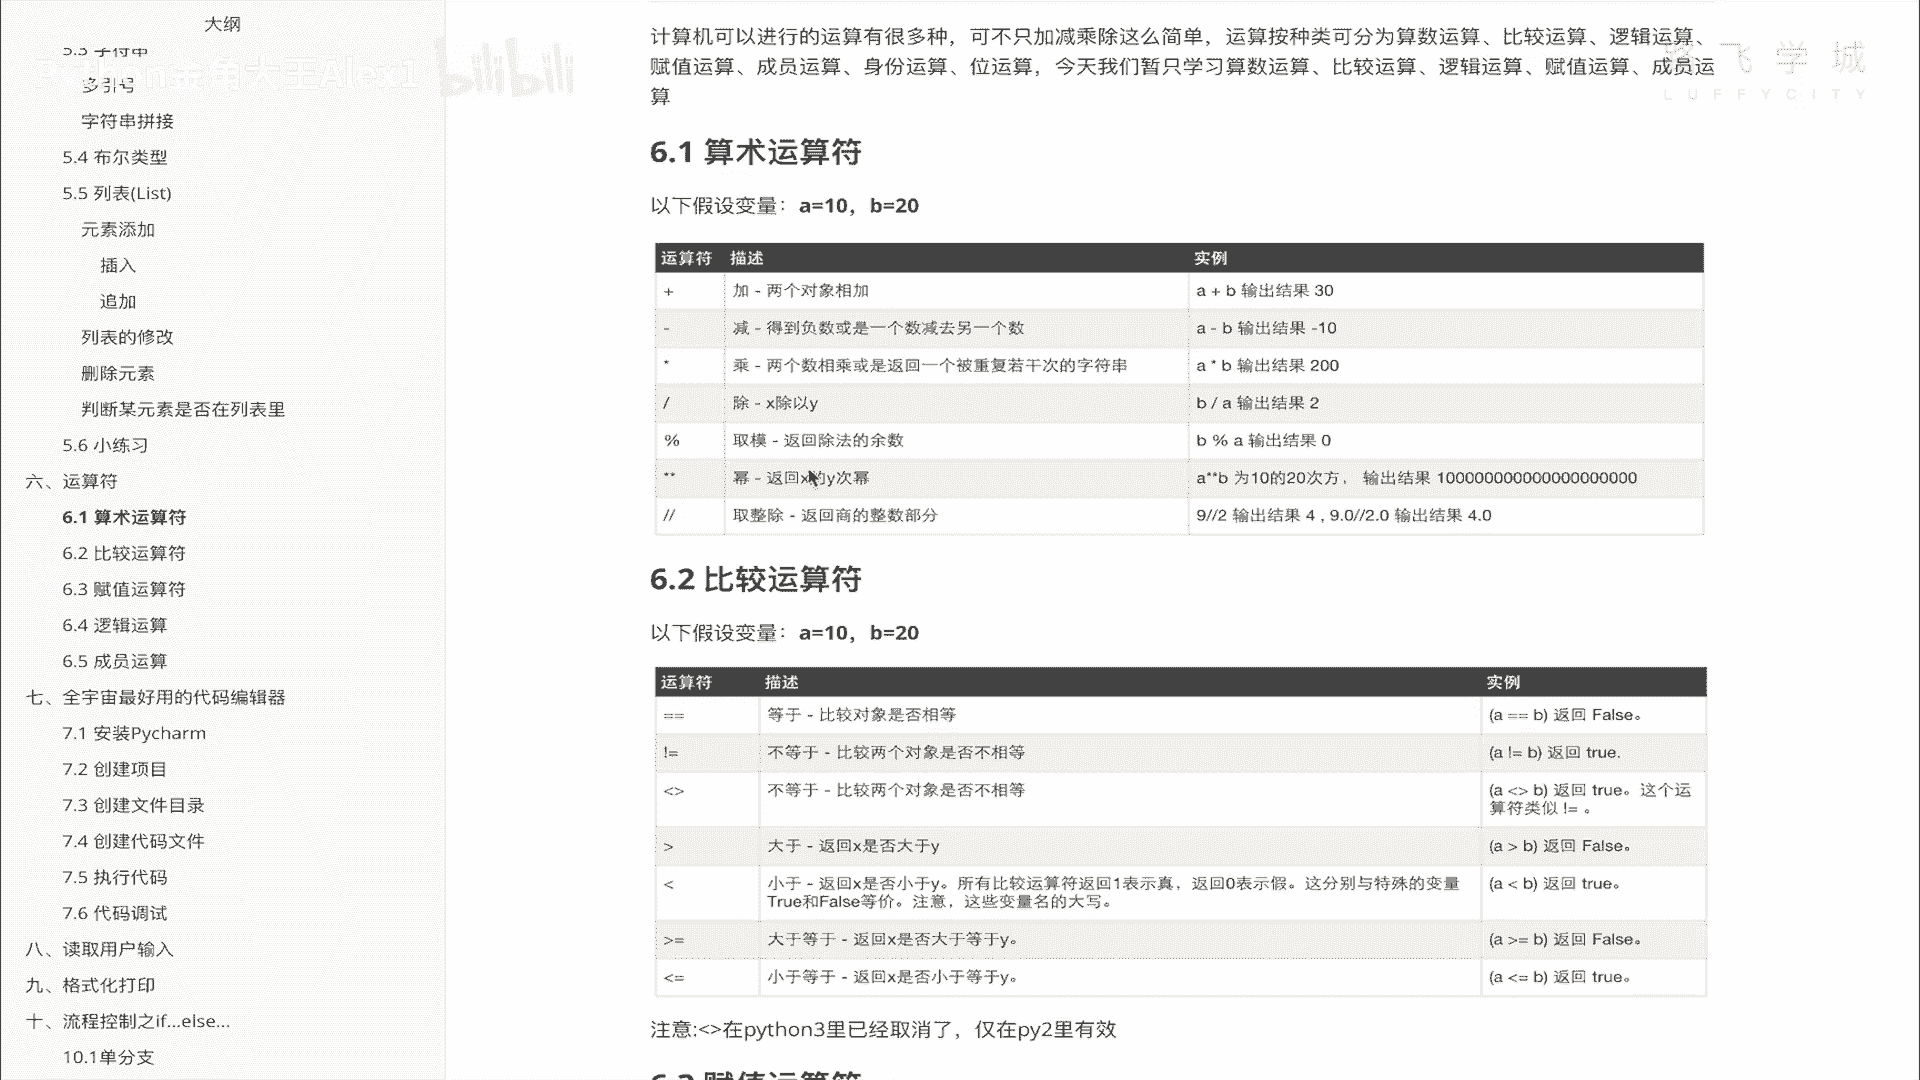 大纲
5.3 字符串
多引号
字符串拼接
5.4 布尔类型
5.5 列表(List)
元素添加
插入
追加
列表的修改
删除元素
判断某元素是否在列表里
5.6 小练习
六、运算符
6.1 算术运算符
6.2 比较运算符
6.3 赋值运算符
6.4 逻辑运算
6.5 成员运算
七、全宇宙最好用的代码编辑器
7.1 安装Pycharm
7.2 创建项目
7.3 创建文件目录
7.4 创建代码文件
7.5 执行代码
7.6 代码调试
八、读取用户输入
九、格式化打印
十、流程控制之if...else...
10.1单分支
Python金角大王Alex1 bilibili
路飞学城
LUFFYCITY
计算机可以进行的运算有很多种，可不只加减乘除这么简单，运算按种类可分为算数运算、比较运算、逻辑运算、
赋值运算、成员运算、身份运算、位运算，今天我们暂只学习算数运算、比较运算、逻辑运算、赋值运算、成员运
算
6.1 算术运算符
以下假设变量：a=10，b=20
运算符 描述 实例
+ 加 - 两个对象相加 a + b 输出结果 30
- 减 - 得到负数或是一个数减去另一个数 a - b 输出结果 -10
* 乘 - 两个数相乘或是返回一个被重复若干次的字符串 a * b 输出结果 200
/ 除 - x除以y b / a 输出结果 2
% 取模 - 返回除法的余数 b % a 输出结果 0
** 幂 - 返回x的y次幂 a**b 为10的20次方， 输出结果 100000000000000000000
// 取整除 - 返回商的整数部分 9//2 输出结果 4 , 9.0//2.0 输出结果 4.0
6.2 比较运算符
以下假设变量：a=10，b=20
运算符 描述 实例
== 等于 - 比较对象是否相等 (a == b) 返回 False。
!= 不等于 - 比较两个对象是否不相等 (a != b) 返回 true.
<> 不等于 - 比较两个对象是否不相等 (a <> b) 返回 true。这个运
算符类似 != 。
> 大于 - 返回x是否大于y (a > b) 返回 False。
< 小于 - 返回x是否小于y。所有比较运算符返回1表示真，返回0表示假。这分别与特殊的变量 (a < b) 返回 true。
True和False等价。注意，这些变量名的大写。
>= 大于等于 - 返回x是否大于等于y。 (a >= b) 返回 False。
<= 小于等于 - 返回x是否小于等于y。 (a <= b) 返回 true。
注意:<>在python3里已经取消了，仅在py2里有效
6.3 赋值运算符